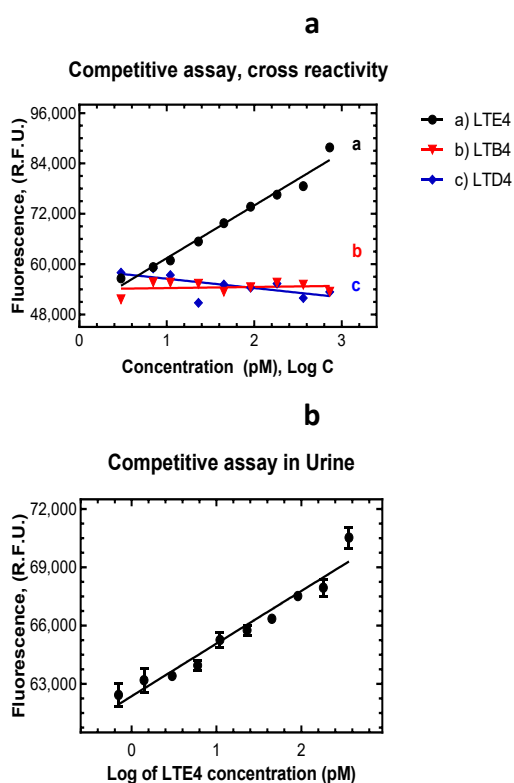 a
Competitive assay, cross reactivity
Fluorescence, (R.F.U.)
96,000
84,000
72,000
60,000
48,000
a
b
c
0
1
2
3
Concentration (pM), Log C
a) LTE4
b) LTB4
c) LTD4
b
Competitive assay in Urine
Fluorescence, (R.F.U.)
72,000
69,000
66,000
63,000
0
1
2
Log of LTE4 concentration (pM)